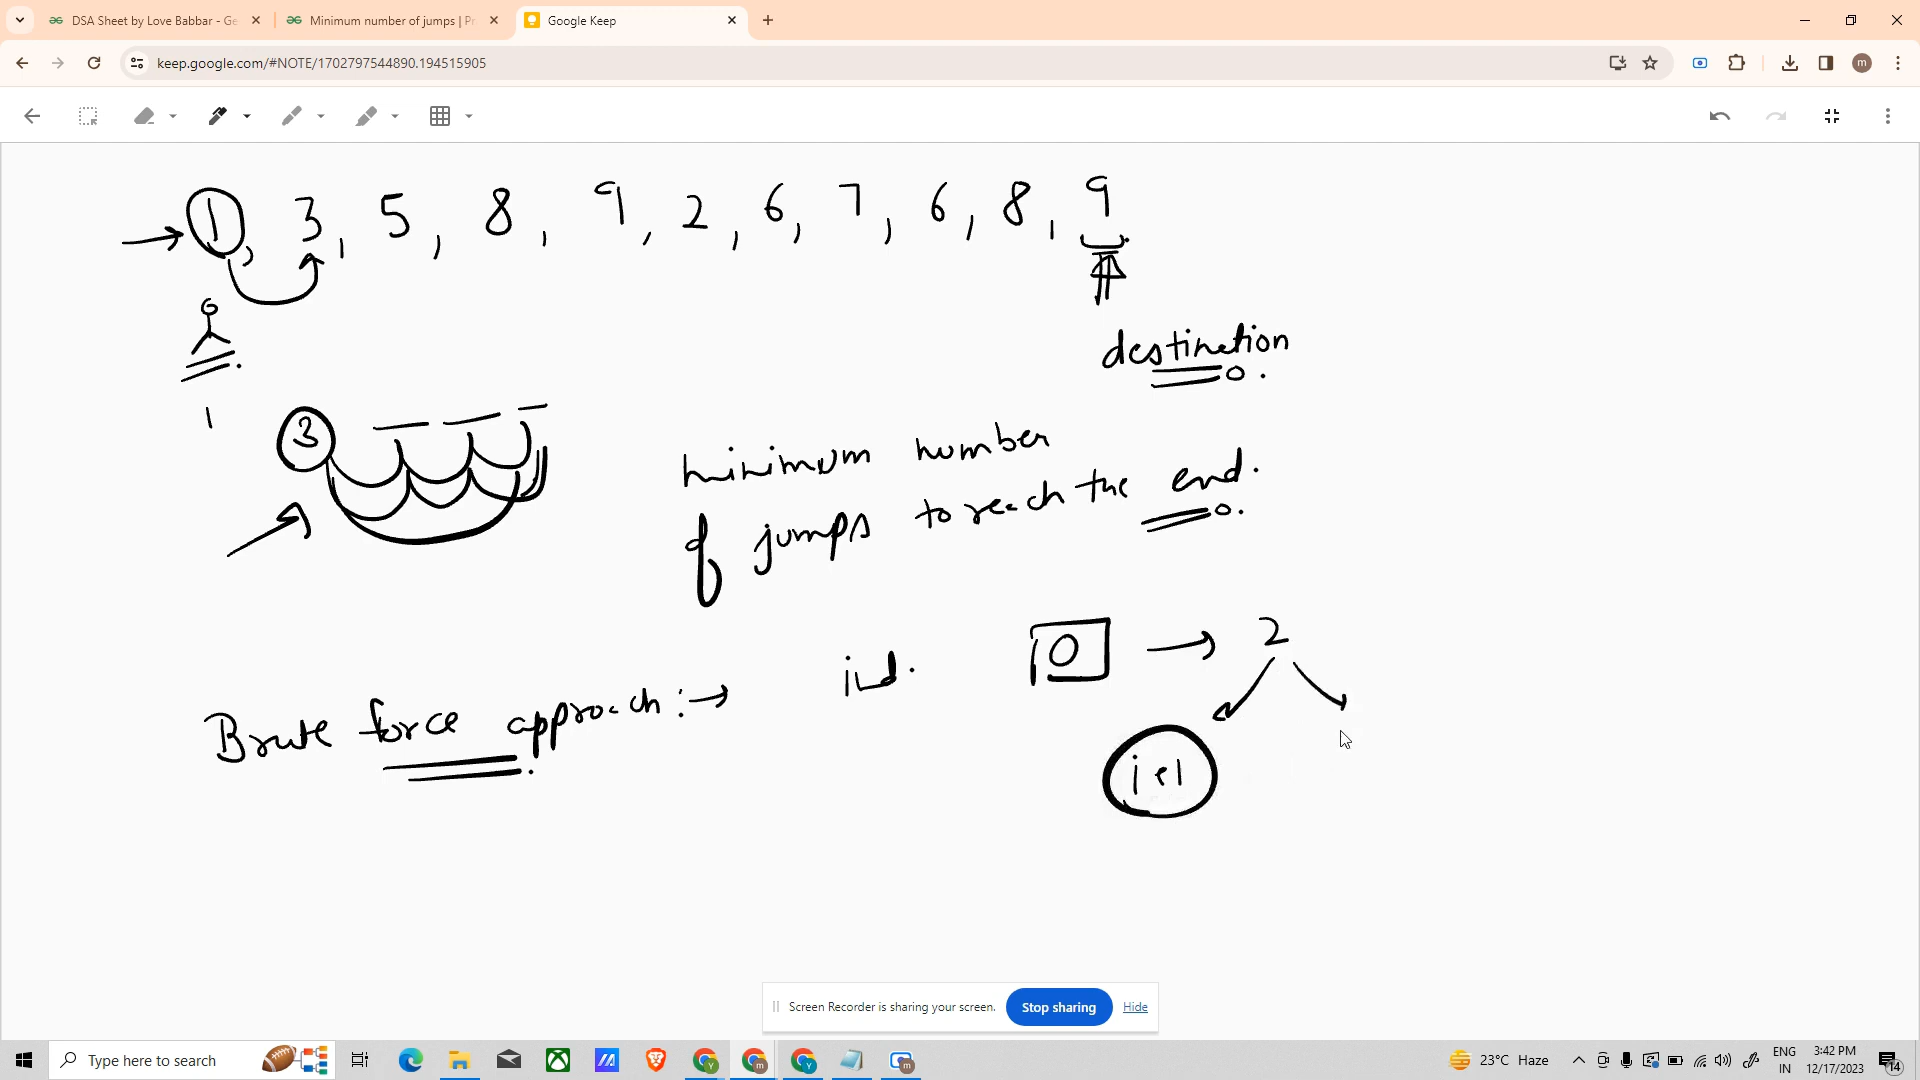 DSA Sheet by Love Babbar - Ge
Minimum number of jumps | Pr
Google Keep
keep.google.com/#NOTE/1702797544890.194515905
m
1, 3, 5, 8, 9, 2, 6, 7, 6, 8, 9
destination
1
3
minimum number
of jumps to reach the end.
ind. 0 → 2
Brute force approach :→
i+1
Screen Recorder is sharing your screen. Stop sharing Hide
Type here to search
23°C Haze
ENG
IN
3:42 PM
12/17/2023
14